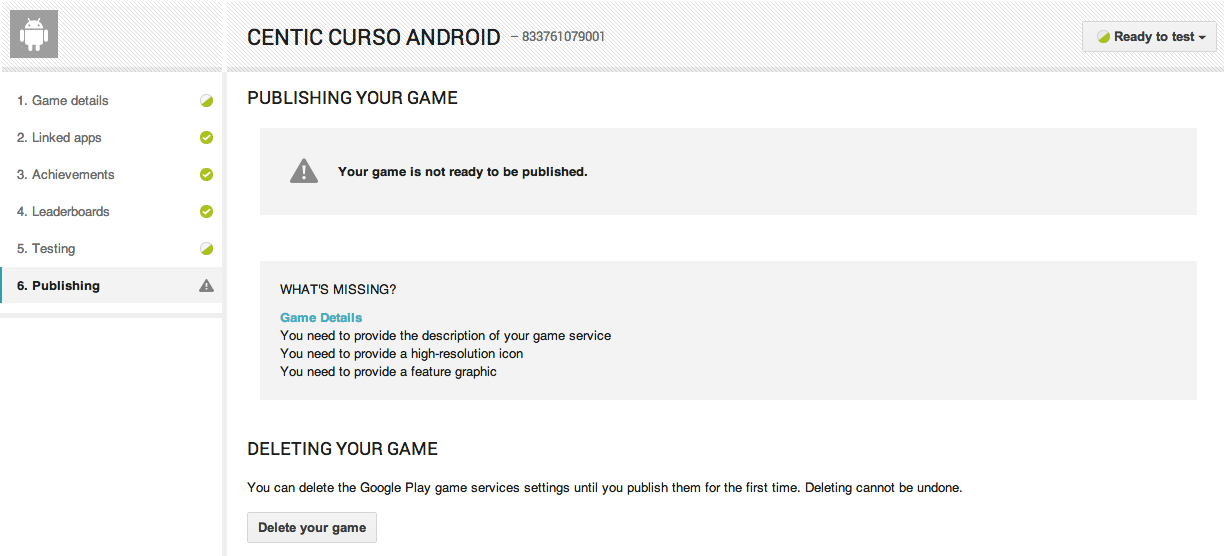 CENTIC CURSO ANDROID – 833761079001
Ready to test
1. Game details
2. Linked apps
3. Achievements
4. Leaderboards
5. Testing
6. Publishing
PUBLISHING YOUR GAME
Your game is not ready to be published.
WHAT'S MISSING?
Game Details
You need to provide the description of your game service
You need to provide a high-resolution icon
You need to provide a feature graphic
DELETING YOUR GAME
You can delete the Google Play game services settings until you publish them for the first time. Deleting cannot be undone.
Delete your game